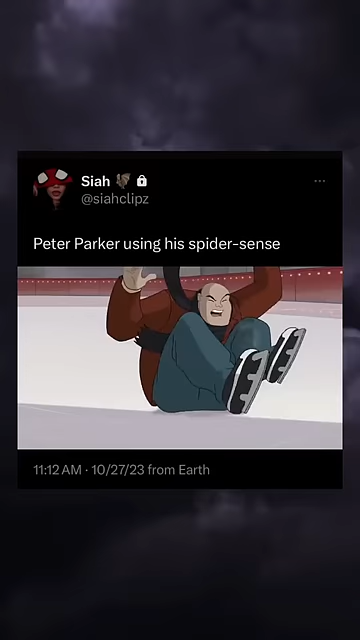 Siah
@siahclipz
Peter Parker using his spider-sense
11:12 AM · 10/27/23 from Earth